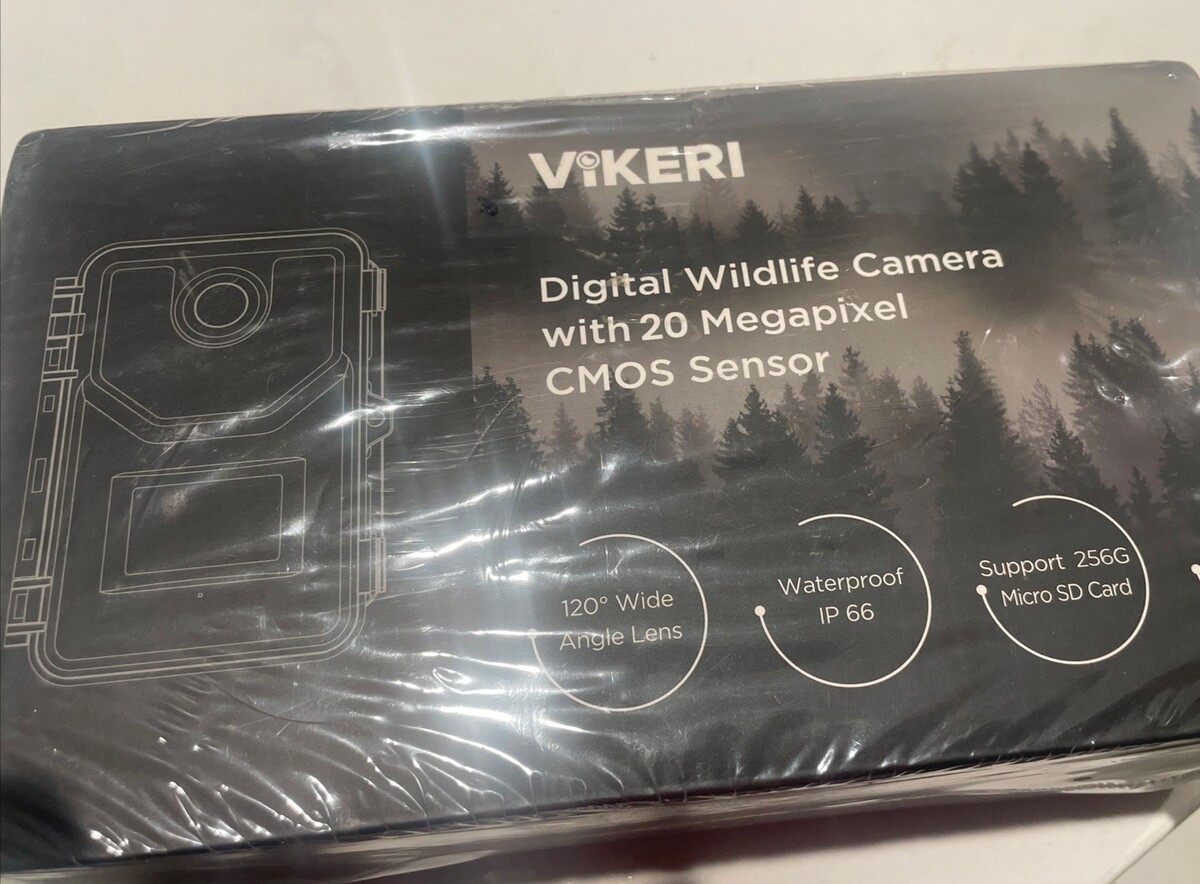 ViKERI
Digital Wildlife Camera
with 20 Megapixel
CMOS Sensor
120° Wide
Angle Lens
Waterproof
IP 66
Support 256G
Micro SD Card